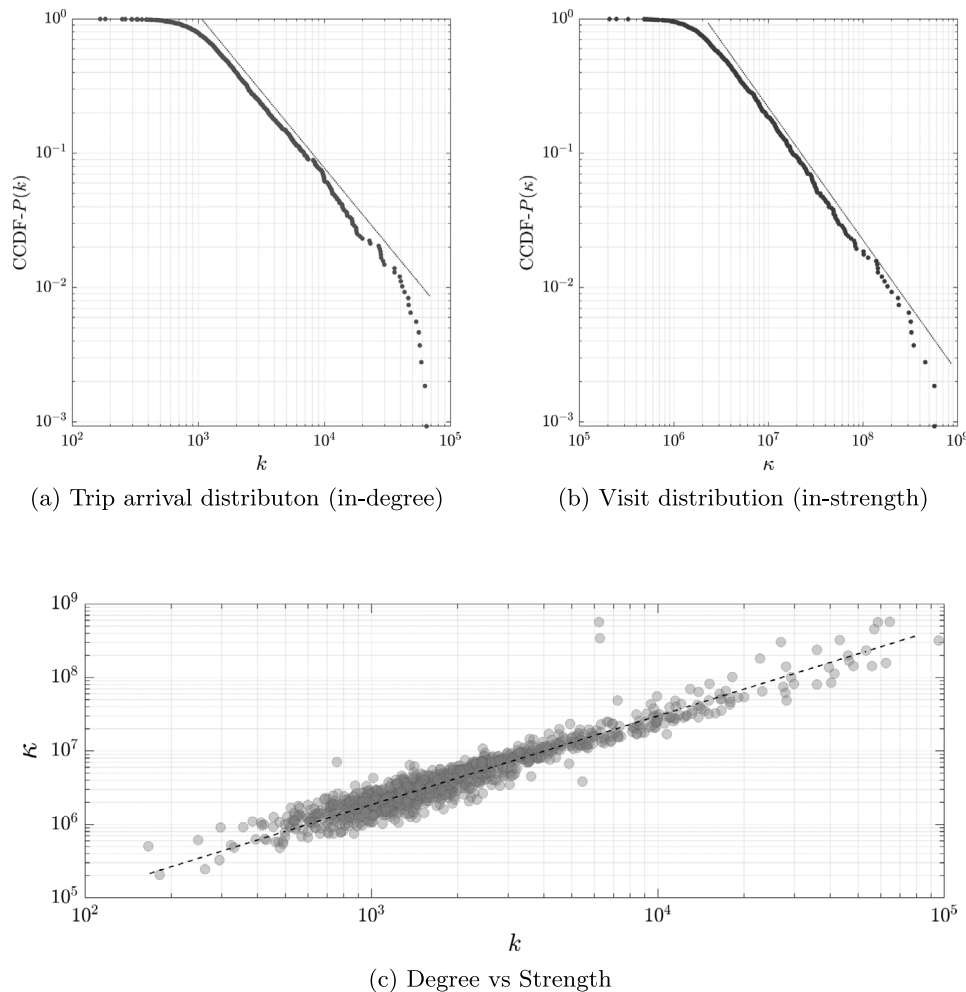 10^0
10^-1
10^-2
10^-3
CCDF-P(k)
10^2 10^3 10^4 10^5
k
(a) Trip arrival distributon (in-degree)
10^0
10^-1
10^-2
10^-3
CCDF-P(κ)
10^5 10^6 10^7 10^8 10^9
κ
(b) Visit distribution (in-strength)
10^9
10^8
10^7
10^6
10^5
κ
10^2 10^3 10^4 10^5
k
(c) Degree vs Strength